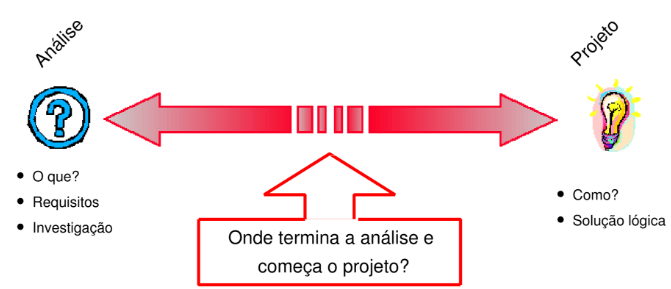 Análise
Projeto
• O que?
• Requisitos
• Investigação
• Como?
• Solução lógica
Onde termina a análise e
começa o projeto?